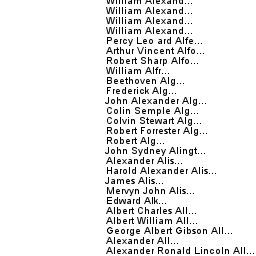 William Alexand...
William Alexand...
William Alexand...
William Alexand...
Percy Leo ard Alfe...
Arthur Vincent Alfo...
Robert Sharp Alfo...
William Alfr...
Beethoven Alg...
Frederick Alg...
John Alexander Alg...
Colin Semple Alg...
Colvin Stewart Alg...
Robert Forrester Alg...
Robert Alg...
John Sydney Alingt...
Alexander Alis...
Harold Alexander Alis...
James Alis...
Mervyn John Alis...
Edward Alk...
Albert Charles All...
Albert William All...
George Albert Gibson All...
Alexander All...
Alexander Ronald Lincoln All...